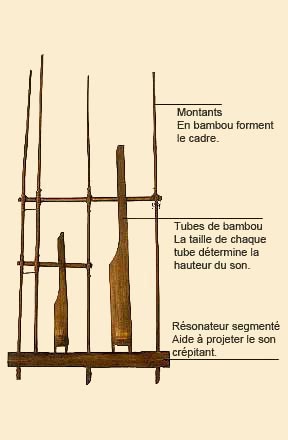 Montants
En bambou forment
le cadre.
Tubes de bambou
La taille de chaque
tube détermine la
hauteur du son.
Résonateur segmenté
Aide à projeter le son
crépitant.